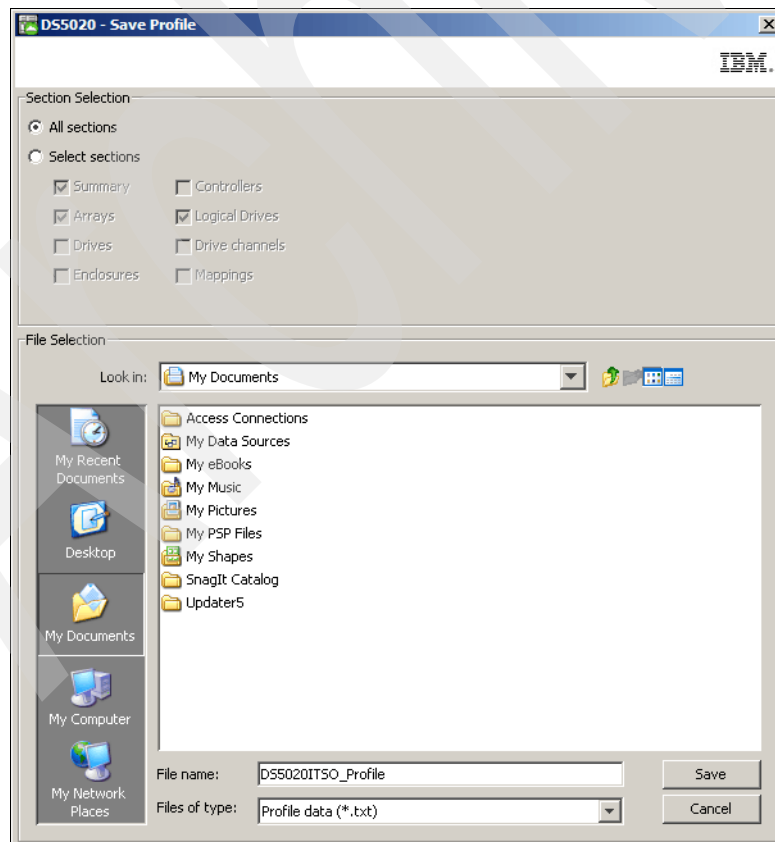 DS5020 - Save Profile
IBM.
Section Selection
All sections
Select sections
Summary
Controllers
Arrays
Logical Drives
Drives
Drive channels
Enclosures
Mappings
File Selection
Look in:
My Documents
My Recent
Documents
Desktop
My Documents
My Computer
My Network
Places
Access Connections
My Data Sources
My eBooks
My Music
My Pictures
My PSP Files
My Shapes
SnagIt Catalog
Updater5
File name:
DS5020ITSO_Profile
Save
Files of type:
Profile data (*.txt)
Cancel